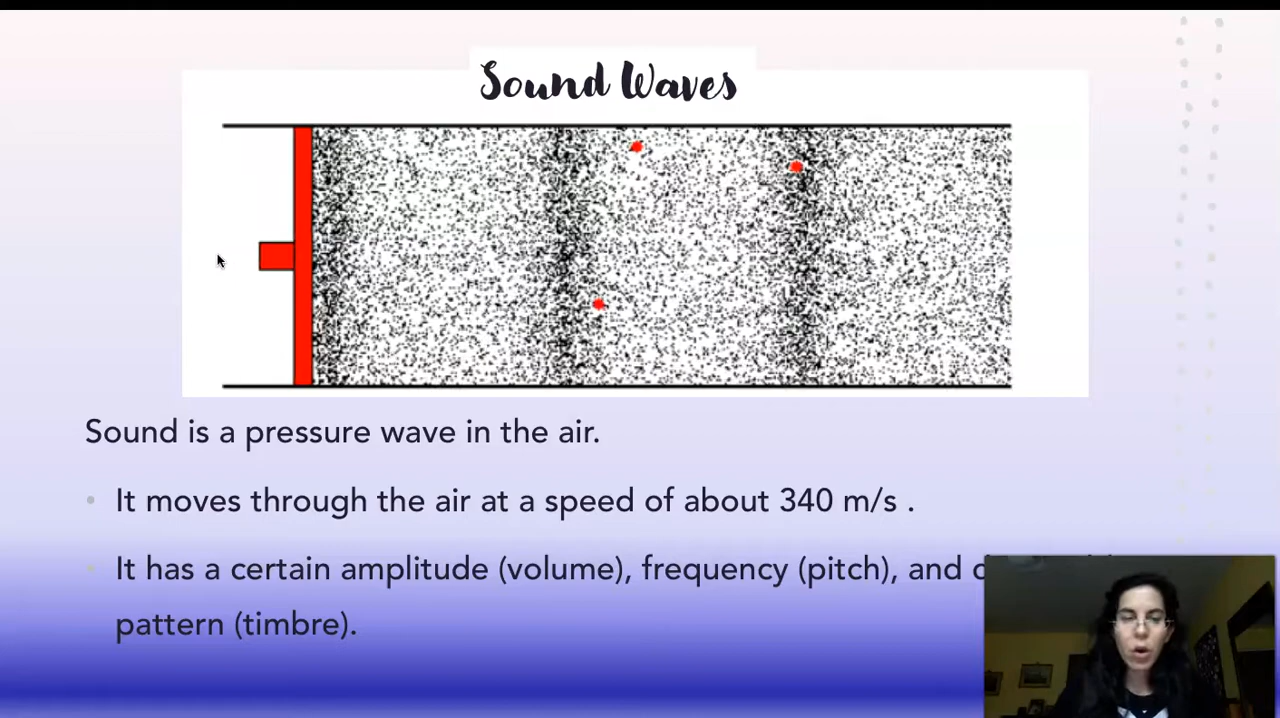 Sound Waves
Sound is a pressure wave in the air.
It moves through the air at a speed of about 340 m/s .
It has a certain amplitude (volume), frequency (pitch), and
pattern (timbre).